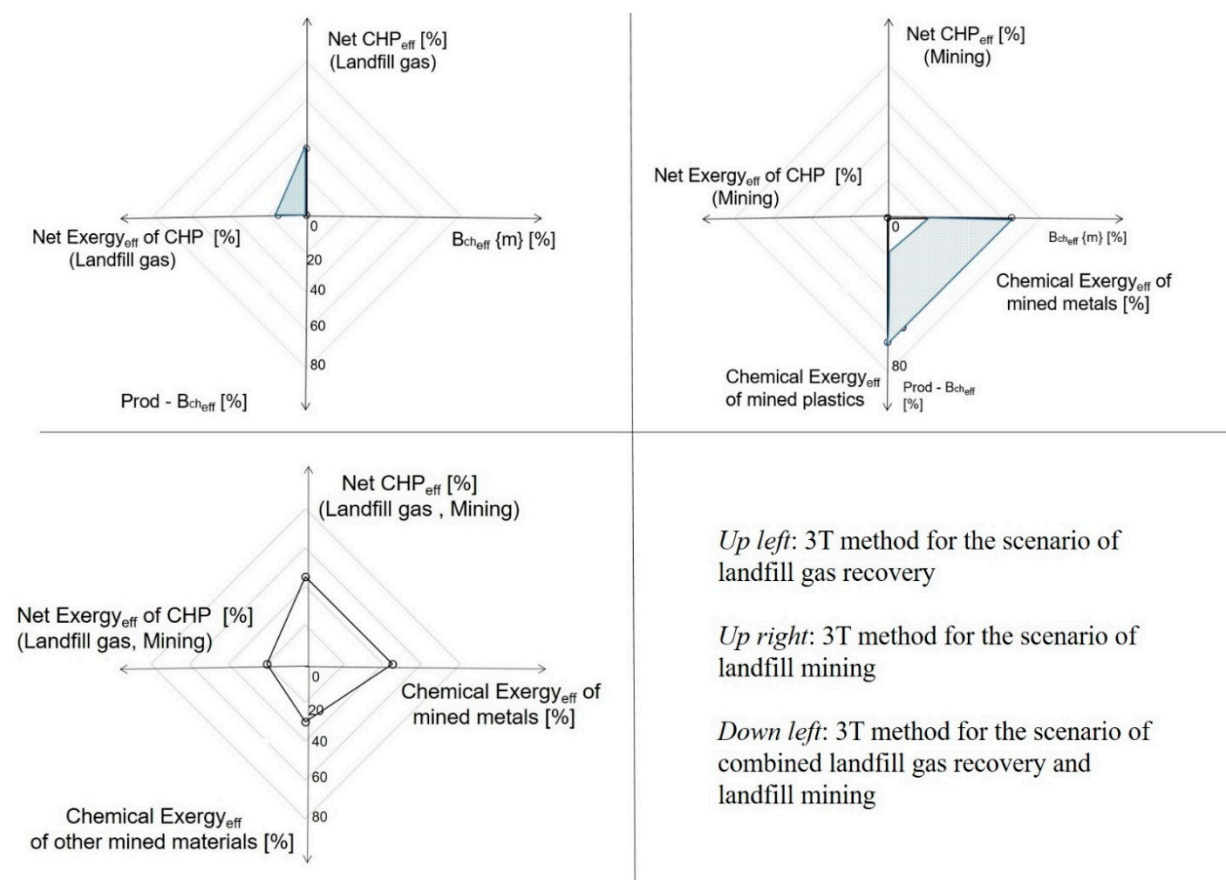 Net CHPeff [%]
(Landfill gas)
Net Exergyeff of CHP [%]
(Landfill gas)
0
Bcheff {m} [%]
20
40
60
80
Prod - Bcheff [%]
Net CHPeff [%]
(Mining)
Net Exergyeff of CHP [%]
(Mining)
0
Bcheff {m} [%]
Chemical Exergyeff of
mined metals [%]
80
Chemical Exergyeff
of mined plastics
Prod - Bcheff
[%]
Net CHPeff [%]
(Landfill gas , Mining)
Net Exergyeff of CHP [%]
(Landfill gas, Mining)
0
Chemical Exergyeff of
mined metals [%]
20
40
60
80
Chemical Exergyeff
of other mined materials [%]
Up left: 3T method for the scenario of
landfill gas recovery
Up right: 3T method for the scenario of
landfill mining
Down left: 3T method for the scenario of
combined landfill gas recovery and
landfill mining